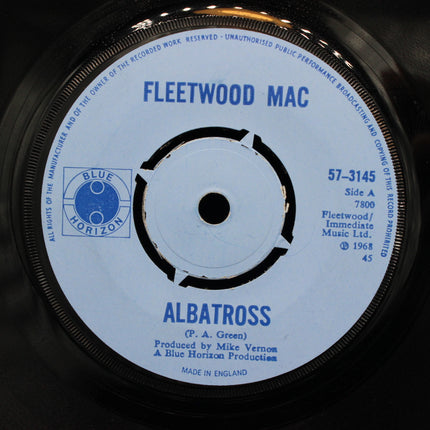 ALL RIGHTS OF THE MANUFACTURER AND OF THE OWNER OF THE RECORDED WORK RESERVED - UNAUTHORISED PUBLIC PERFORMANCE BROADCASTING AND COPYING OF THIS RECORD PROHIBITED
FLEETWOOD MAC
BLUE
HORIZON
57-3145
Side A
7800
Fleetwood/
Immediate
Music Ltd.
℗ 1968
45
ALBATROSS
(P. A. Green)
Produced by Mike Vernon
A Blue Horizon Production
MADE IN ENGLAND